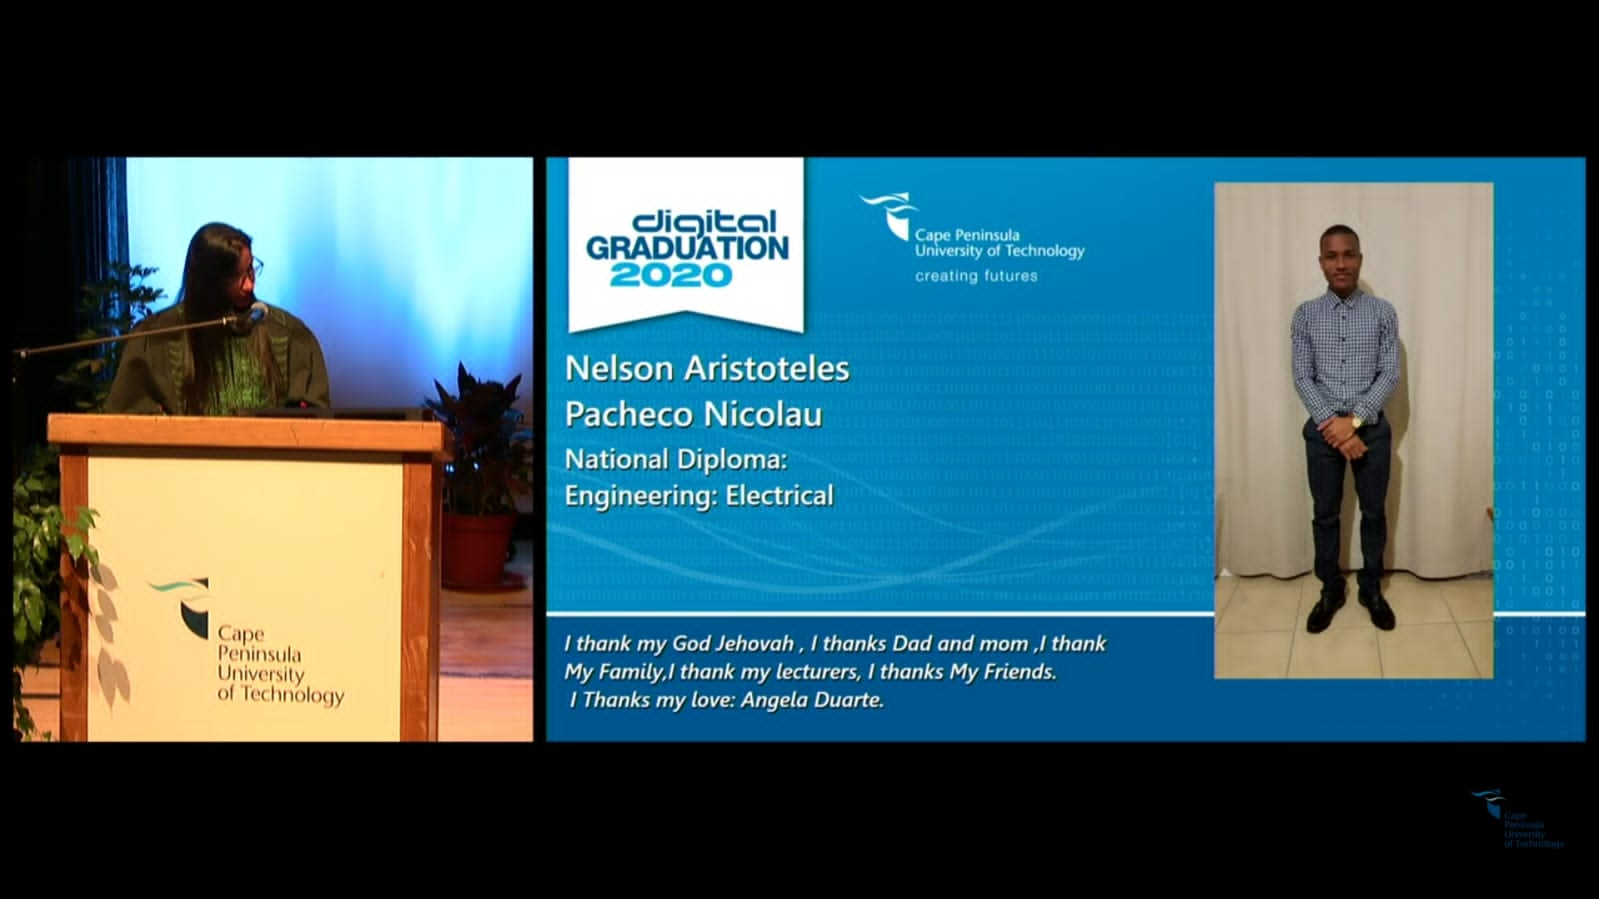 digital
GRADUATION
2020
Cape Peninsula
University of Technology
creating futures
Nelson Aristoteles
Pacheco Nicolau
National Diploma:
Engineering: Electrical
I thank my God Jehovah , I thanks Dad and mom ,I thank
My Family,I thank my lecturers, I thanks My Friends.
I Thanks my love: Angela Duarte.
Cape
Peninsula
University
of Technology
Cape
Peninsula
University
of Technology